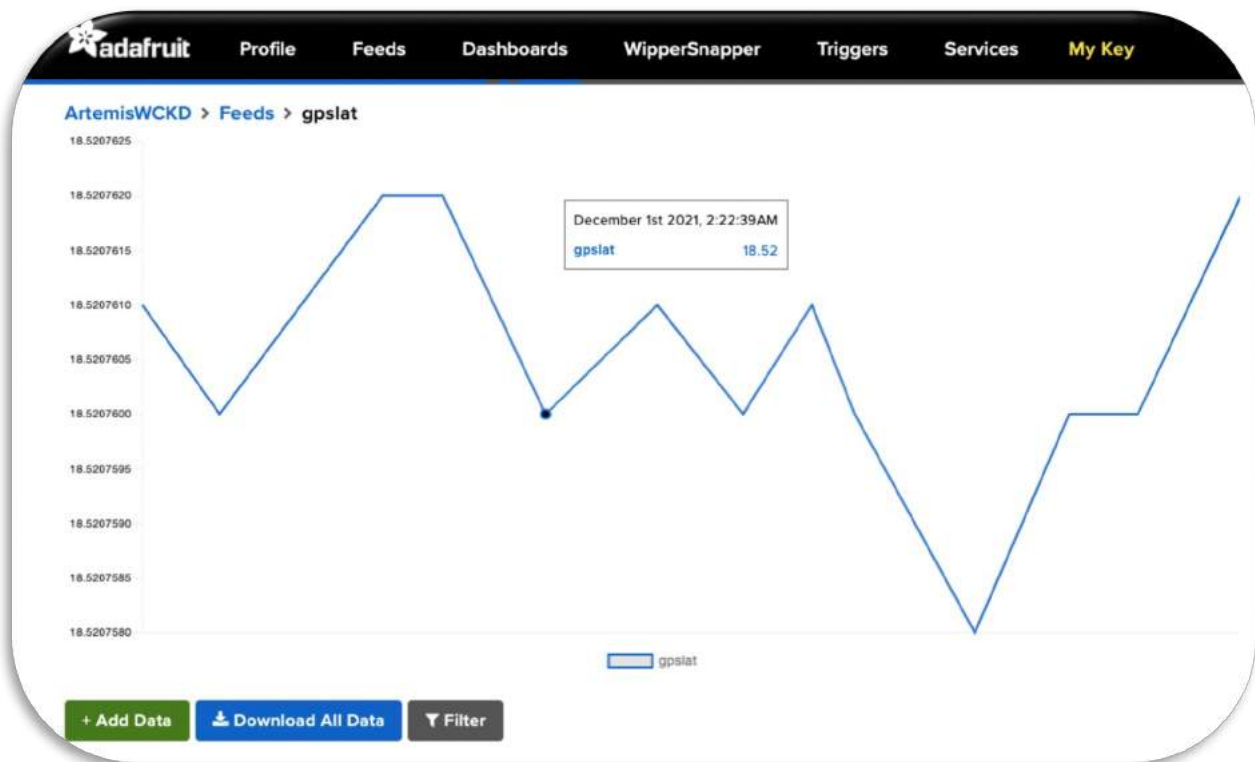 adafruit Profile Feeds Dashboards WipperSnapper Triggers Services My Key
ArtemisWCKD > Feeds > gpslat
18.5207625
18.5207620
December 1st 2021, 2:22:39AM
gpslat 18.52
18.5207615
18.5207610
18.5207605
18.5207600
18.5207595
18.5207590
18.5207585
18.5207580
gpslat
+ Add Data Download All Data Filter